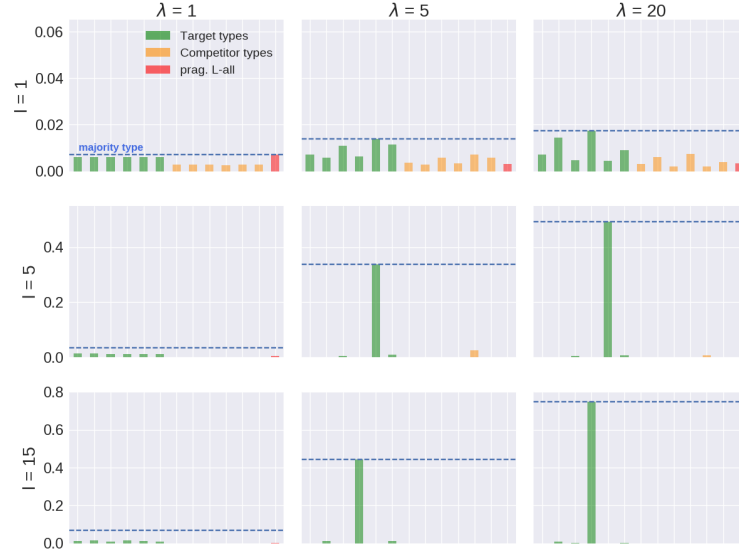 λ = 1
λ = 5
λ = 20
l = 1
0.06
0.04
0.02
0.00
Target types
Competitor types
prag. L-all
majority type
l = 5
0.4
0.2
0.0
l = 15
0.8
0.6
0.4
0.2
0.0